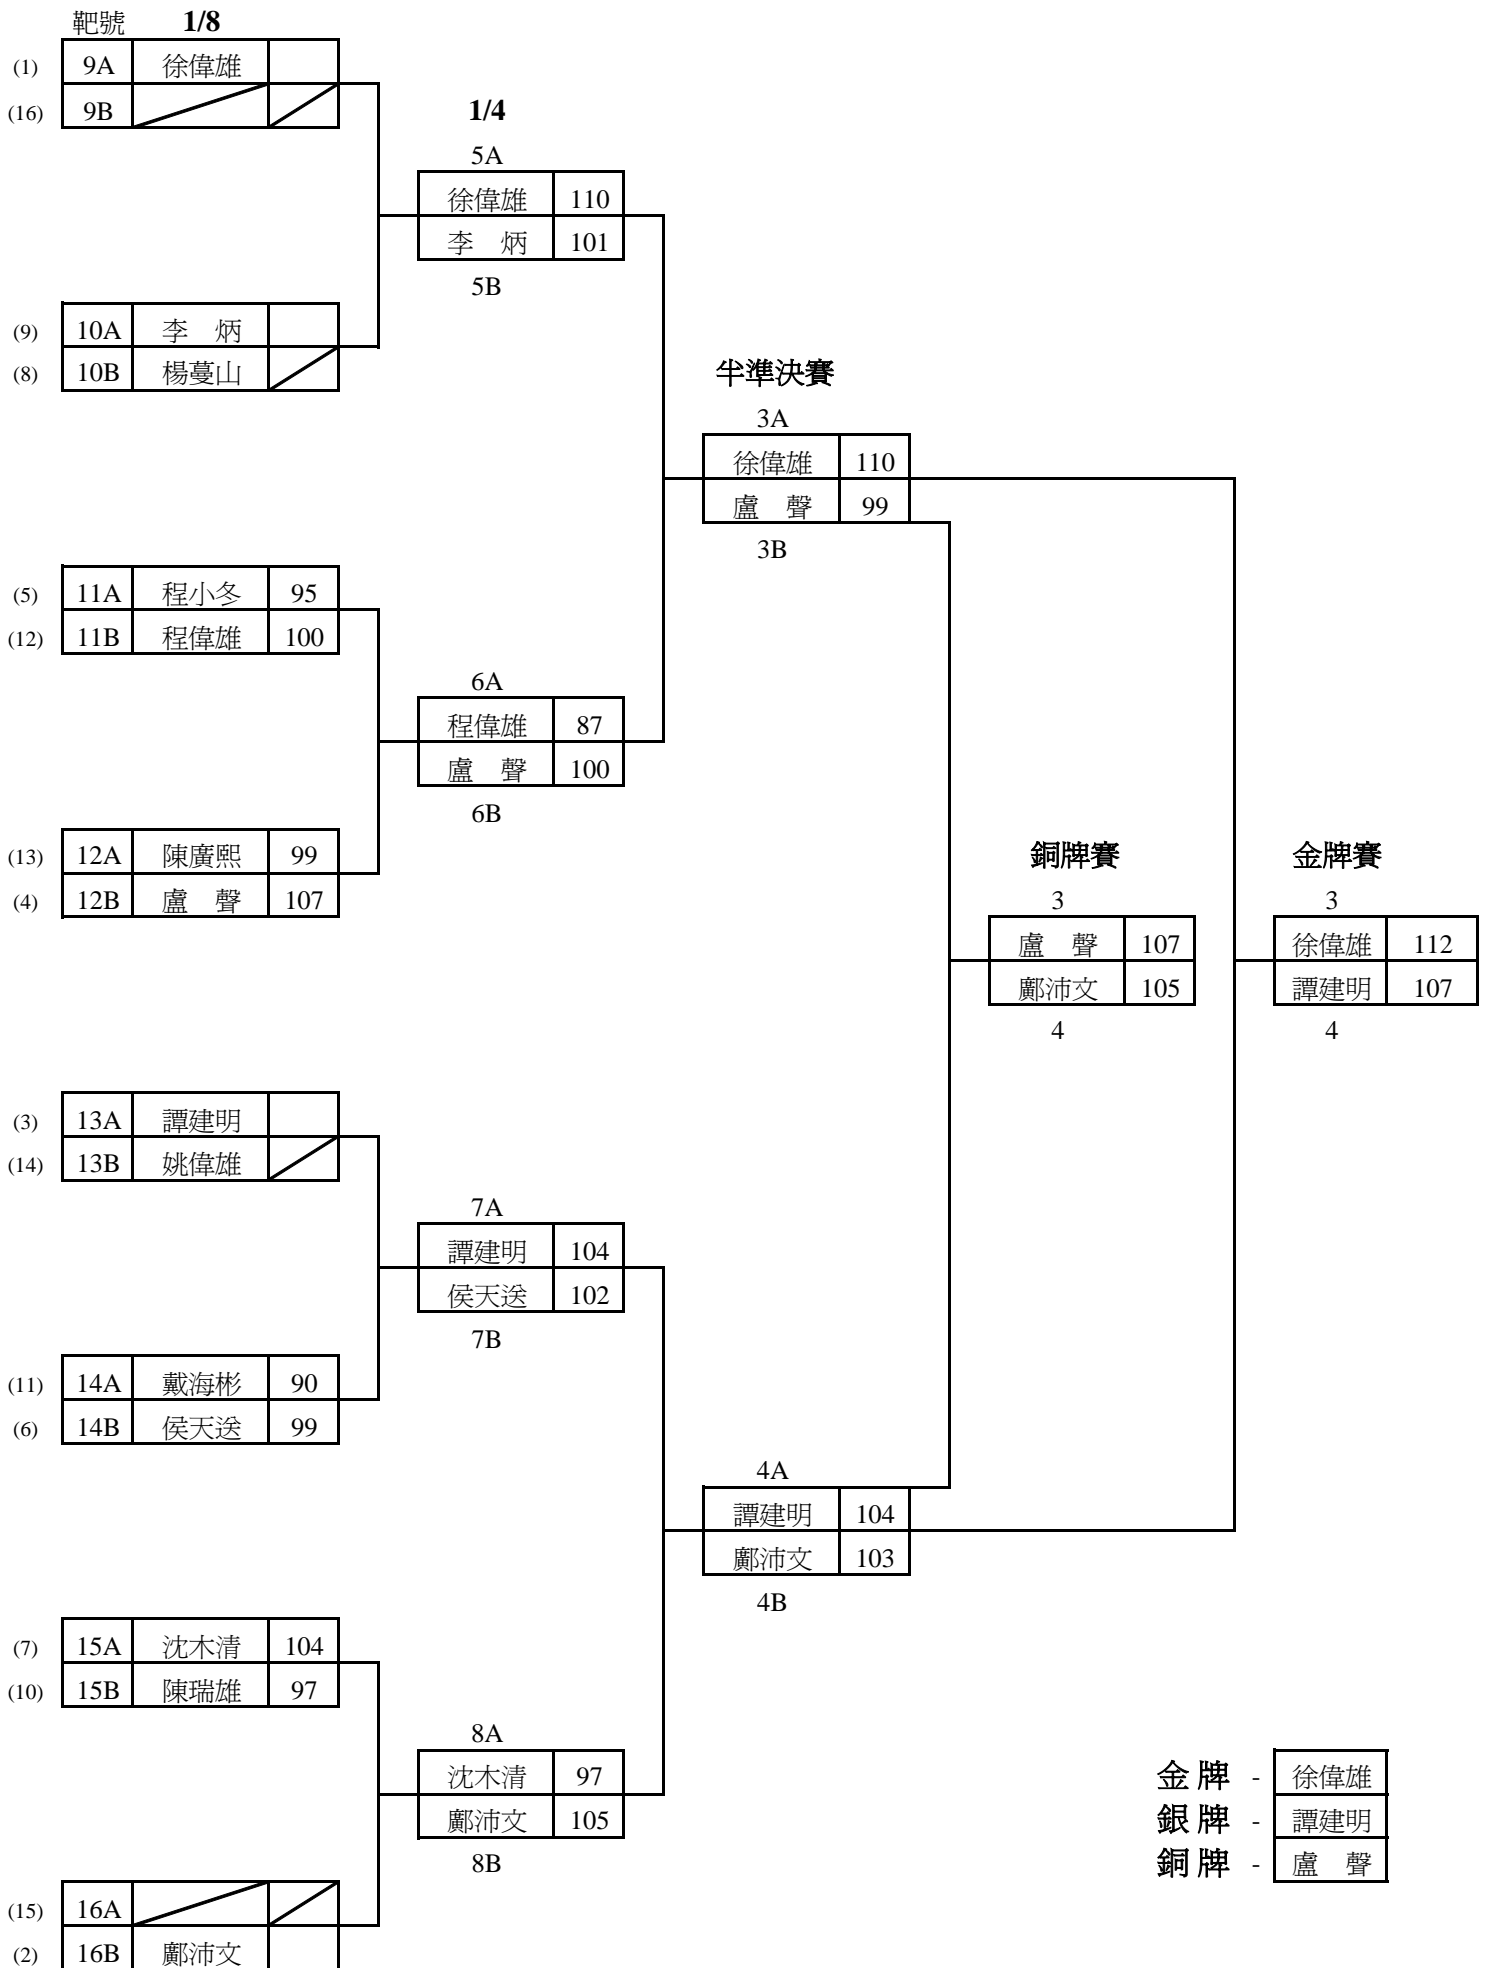 靶號 1/8
(1) 9A 徐偉雄
(16) 9B
1/4
5A
徐偉雄 110
李 炳 101
5B
(9) 10A 李 炳
(8) 10B 楊蔓山
半準決賽
3A
徐偉雄 110
盧 聲 99
3B
(5) 11A 程小冬 95
(12) 11B 程偉雄 100
6A
程偉雄 87
盧 聲 100
6B
(13) 12A 陳廣熙 99
(4) 12B 盧 聲 107
銅牌賽 金牌賽
3 3
盧 聲 107 徐偉雄 112
鄺沛文 105 譚建明 107
4 4
(3) 13A 譚建明
(14) 13B 姚偉雄
7A
譚建明 104
侯天送 102
7B
(11) 14A 戴海彬 90
(6) 14B 侯天送 99
4A
譚建明 104
鄺沛文 103
4B
(7) 15A 沈木清 104
(10) 15B 陳瑞雄 97
8A
沈木清 97
鄺沛文 105
8B
金牌 - 徐偉雄
銀牌 - 譚建明
銅牌 - 盧 聲
(15) 16A
(2) 16B 鄺沛文